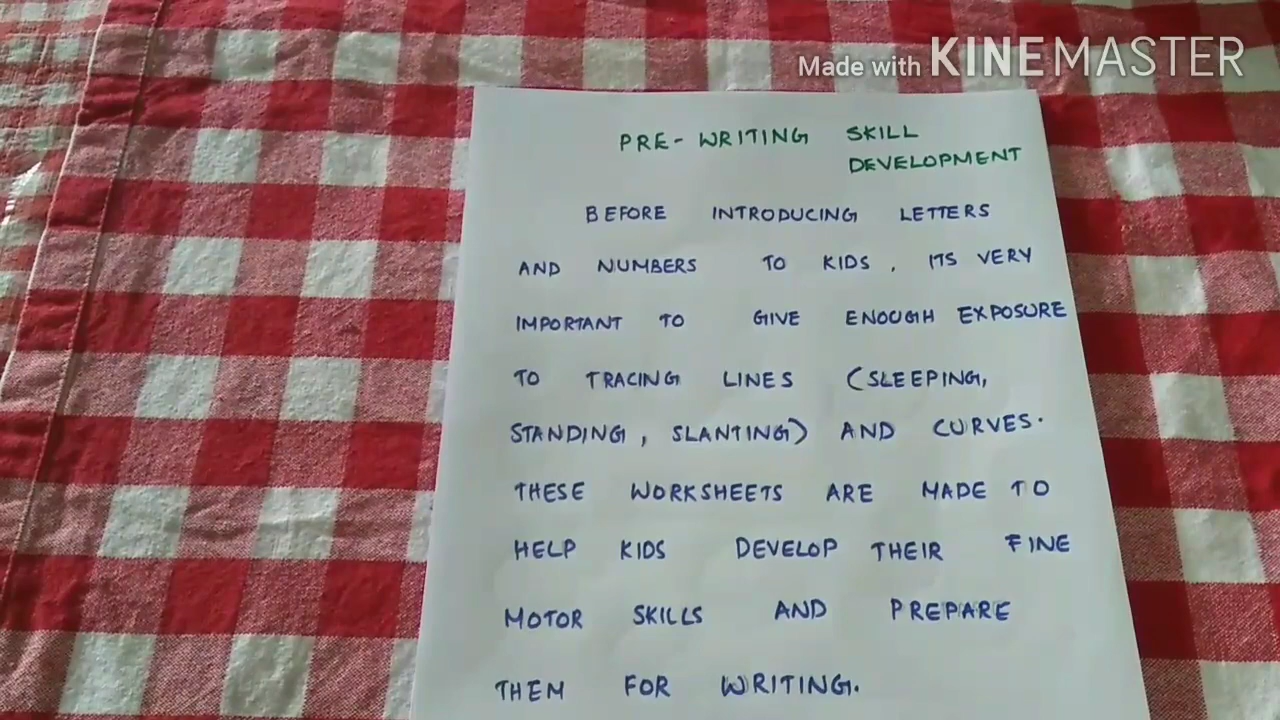 Made with KINEMASTER
PRE-WRITING SKILL
DEVELOPMENT
BEFORE INTRODUCING LETTERS
AND NUMBERS TO KIDS, ITS VERY
IMPORTANT TO GIVE ENOUGH EXPOSURE
TO TRACING LINES (SLEEPING,
STANDING, SLANTING) AND CURVES.
THESE WORKSHEETS ARE MADE TO
HELP KIDS DEVELOP THEIR FINE
MOTOR SKILLS AND PREPARE
THEM FOR WRITING.